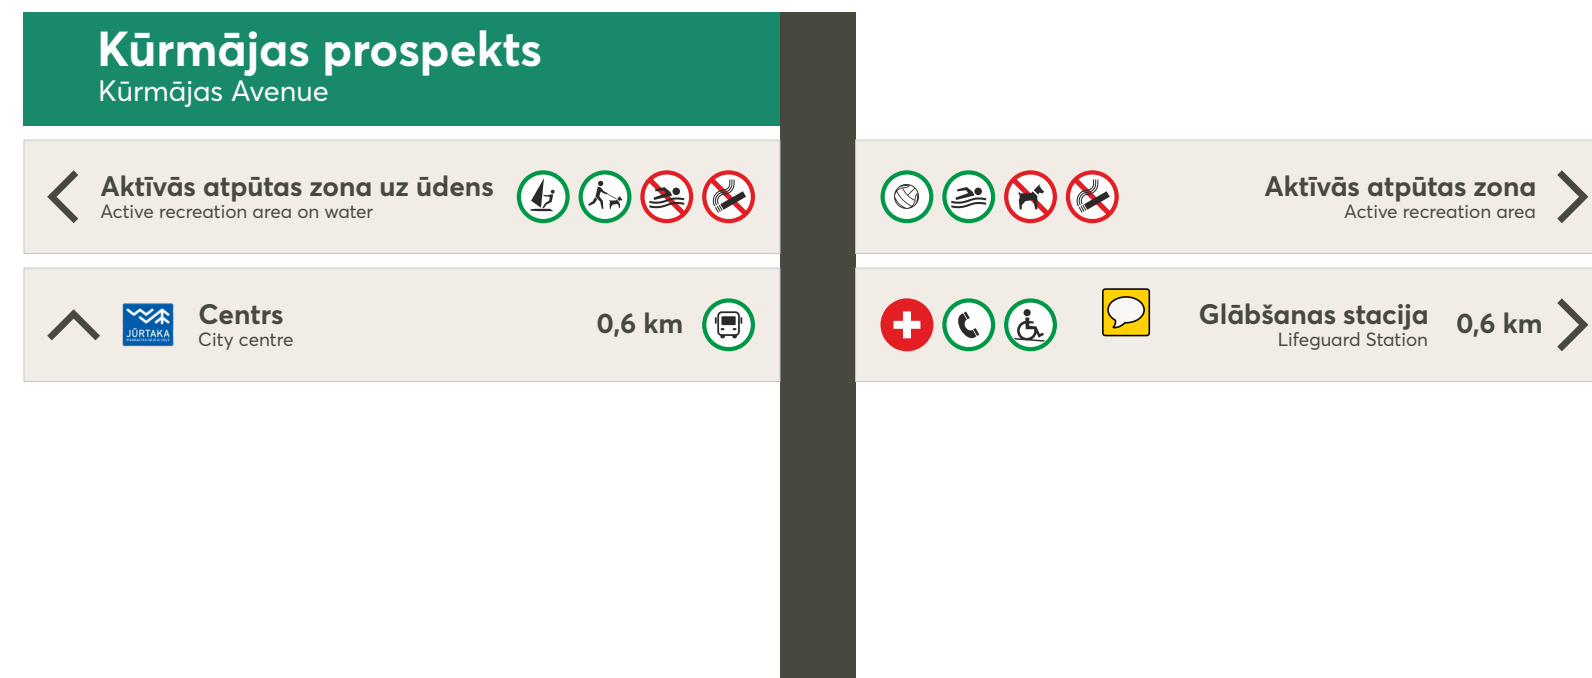 Kūrmājas prospekts
Kūrmājas Avenue
Aktīvās atpūtas zona uz ūdens
Active recreation area on water
Aktīvās atpūtas zona
Active recreation area
JŪRTAKA
Centrs
City centre
0,6 km
Glābšanas stacija
Lifeguard Station
0,6 km